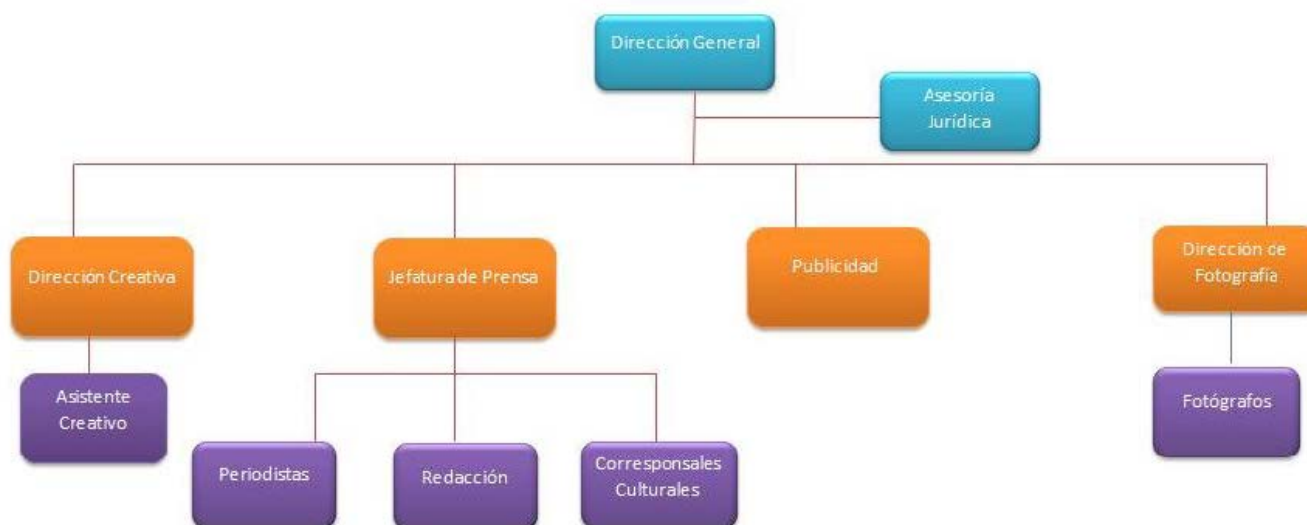 Dirección General
Asesoría
Jurídica
Dirección Creativa
Jefatura de Prensa
Publicidad
Dirección de
Fotografía
Asistente
Creativo
Periodistas
Redacción
Corresponsales
Culturales
Fotógrafos